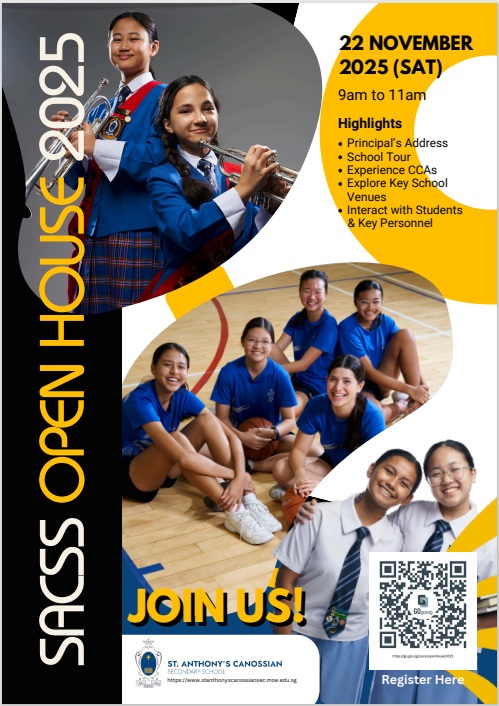 SACSS OPEN HOUSE 2025
22 NOVEMBER
2025 (SAT)
9am to 11am
Highlights
• Principal's Address
• School Tour
• Experience CCAs
• Explore Key School
Venues
• Interact with Students
& Key Personnel
JOIN US!
ST. ANTHONY'S CANOSSIAN
SECONDARY SCHOOL
https://www.stanthonyscanossiansec.moe.edu.sg
GO
Register Here